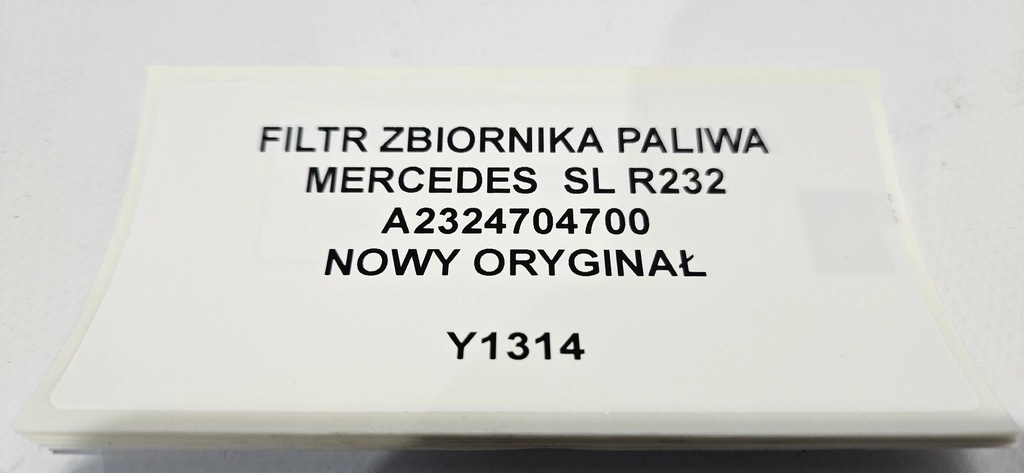 FILTR ZBIORNIKA PALIWA
MERCEDES SL R232
A2324704700
NOWY ORYGINAŁ
Y1314